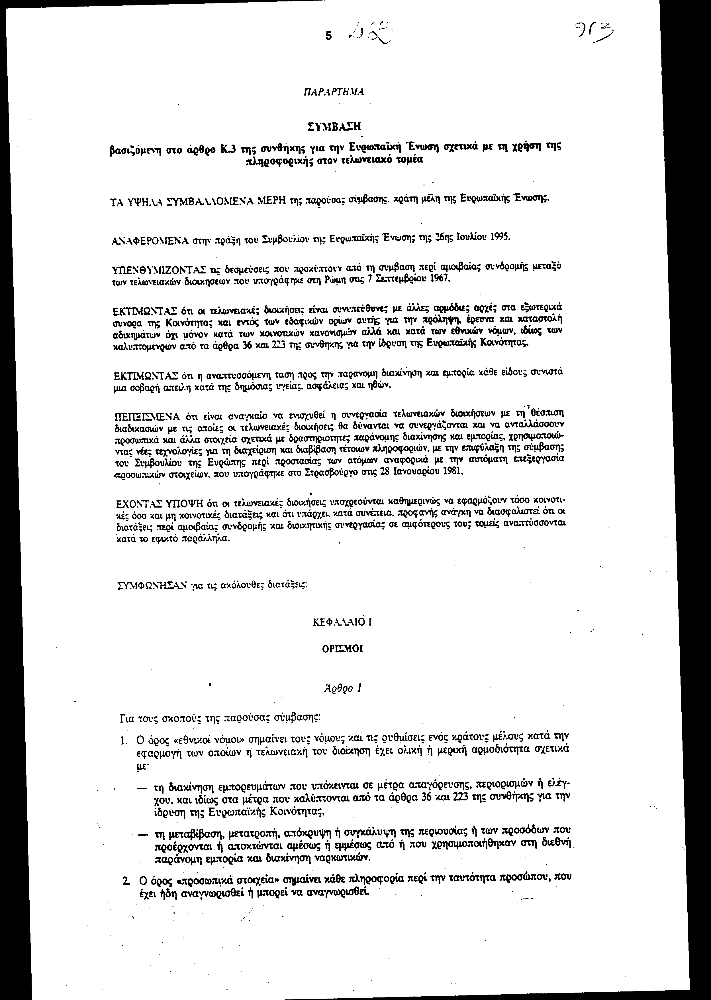 5
913
ΠΑΡΑΡΤΗΜΑ
ΣΥΜΒΑΣΗ
βασιζόμενη στο άρθρο Κ.3 της συνθήκης για την Ευρωπαϊκή Ένωση σχετικά με τη χρήση της
πληροφορικής στον τελωνειακό τομέα
ΤΑ ΥΨΗΛΑ ΣΥΜΒΑΛΛΟΜΕΝΑ ΜΕΡΗ της παρούσας σύμβασης, κράτη μέλη της Ευρωπαϊκής Ένωσης,
ΑΝΑΦΕΡΟΜΕΝΑ στην πράξη του Συμβουλίου της Ευρωπαϊκής Ένωσης της 26ης Ιουλίου 1995,
ΥΠΕΝΘΥΜΙΖΟΝΤΑΣ τις δεσμεύσεις που προκύπτουν από τη σύμβαση περί αμοιβαίας συνδρομής μεταξύ
των τελωνειακών διοικήσεων που υπογράφηκε στη Ρώμη στις 7 Σεπτεμβρίου 1967,
ΕΚΤΙΜΩΝΤΑΣ ότι οι τελωνειακές διοικήσεις είναι συνυπεύθυνες με άλλες αρμόδιες αρχές στα εξωτερικά
σύνορα της Κοινότητας και εντός των εδαφικών ορίων αυτής για την πρόληψη, έρευνα και καταστολή
αδικημάτων όχι μόνον κατά των κοινοτικών κανονισμών αλλά και κατά των εθνικών νόμων, ιδίως των
καλυπτομένρων από τα άρθρα 36 και 223 της συνθήκης για την ίδρυση της Ευρωπαϊκής Κοινότητας,
ΕΚΤΙΜΩΝΤΑΣ ότι η αναπτυσσόμενη τάση προς την παράνομη διακίνηση και εμπορία κάθε είδους συνιστά
μια σοβαρή απειλή κατά της δημόσιας υγείας, ασφάλειας και ηθών,
ΠΕΠΕΙΣΜΕΝΑ ότι είναι αναγκαίο να ενισχυθεί η συνεργασία τελωνειακών διοικήσεων με τη θέσπιση
διαδικασιών με τις οποίες οι τελωνειακές διοικήσεις θα δύνανται να συνεργάζονται και να ανταλλάσσουν
προσωπικά και άλλα στοιχεία σχετικά με δραστηριότητες παράνομης διακίνησης και εμπορίας, χρησιμοποιώ-
ντας νέες τεχνολογίες για τη διαχείριση και διαβίβαση τέτοιων πληροφοριών, με την επιφύλαξη της σύμβασης
του Συμβουλίου της Ευρώπης περί προστασίας των ατόμων αναφορικά με την αυτόματη επεξεργασία
προσωπικών στοιχείων, που υπογράφηκε στο Στρασβούργο στις 28 Ιανουαρίου 1981,
ΕΧΟΝΤΑΣ ΥΠΟΨΗ ότι οι τελωνειακές διοικήσεις υποχρεούνται καθημερινώς να εφαρμόζουν τόσο κοινοτι-
κές όσο και μη κοινοτικές διατάξεις και ότι υπάρχει, κατά συνέπεια, προφανής ανάγκη να διασφαλιστεί ότι οι
διατάξεις περί αμοιβαίας συνδρομής και διοικητικής συνεργασίας σε αμφότερους τους τομείς αναπτύσσονται
κατά το εφικτό παράλληλα,
ΣΥΜΦΩΝΗΣΑΝ για τις ακόλουθες διατάξεις:
ΚΕΦΑΛΑΙΟ Ι
ΟΡΙΣΜΟΙ
Άρθρο 1
Για τους σκοπούς της παρούσας σύμβασης:
1. Ο όρος «εθνικοί νόμοι» σημαίνει τους νόμους και τις ρυθμίσεις ενός κράτους μέλους κατά την
εφαρμογή των οποίων η τελωνειακή του διοίκηση έχει ολική ή μερική αρμοδιότητα σχετικά
με:
— τη διακίνηση εμπορευμάτων που υπόκεινται σε μέτρα απαγόρευσης, περιορισμών ή ελέγ-
χου, και ιδίως στα μέτρα που καλύπτονται από τα άρθρα 36 και 223 της συνθήκης για την
ίδρυση της Ευρωπαϊκής Κοινότητας,
— τη μεταβίβαση, μετατροπή, απόκρυψη ή συγκάλυψη της περιουσίας ή των προσόδων που
προέρχονται ή αποκτώνται αμέσως ή εμμέσως από ή που χρησιμοποιήθηκαν στη διεθνή
παράνομη εμπορία και διακίνηση ναρκωτικών.
2. Ο όρος «προσωπικά στοιχεία» σημαίνει κάθε πληροφορία περί την ταυτότητα προσώπου, που
έχει ήδη αναγνωρισθεί ή μπορεί να αναγνωρισθεί.